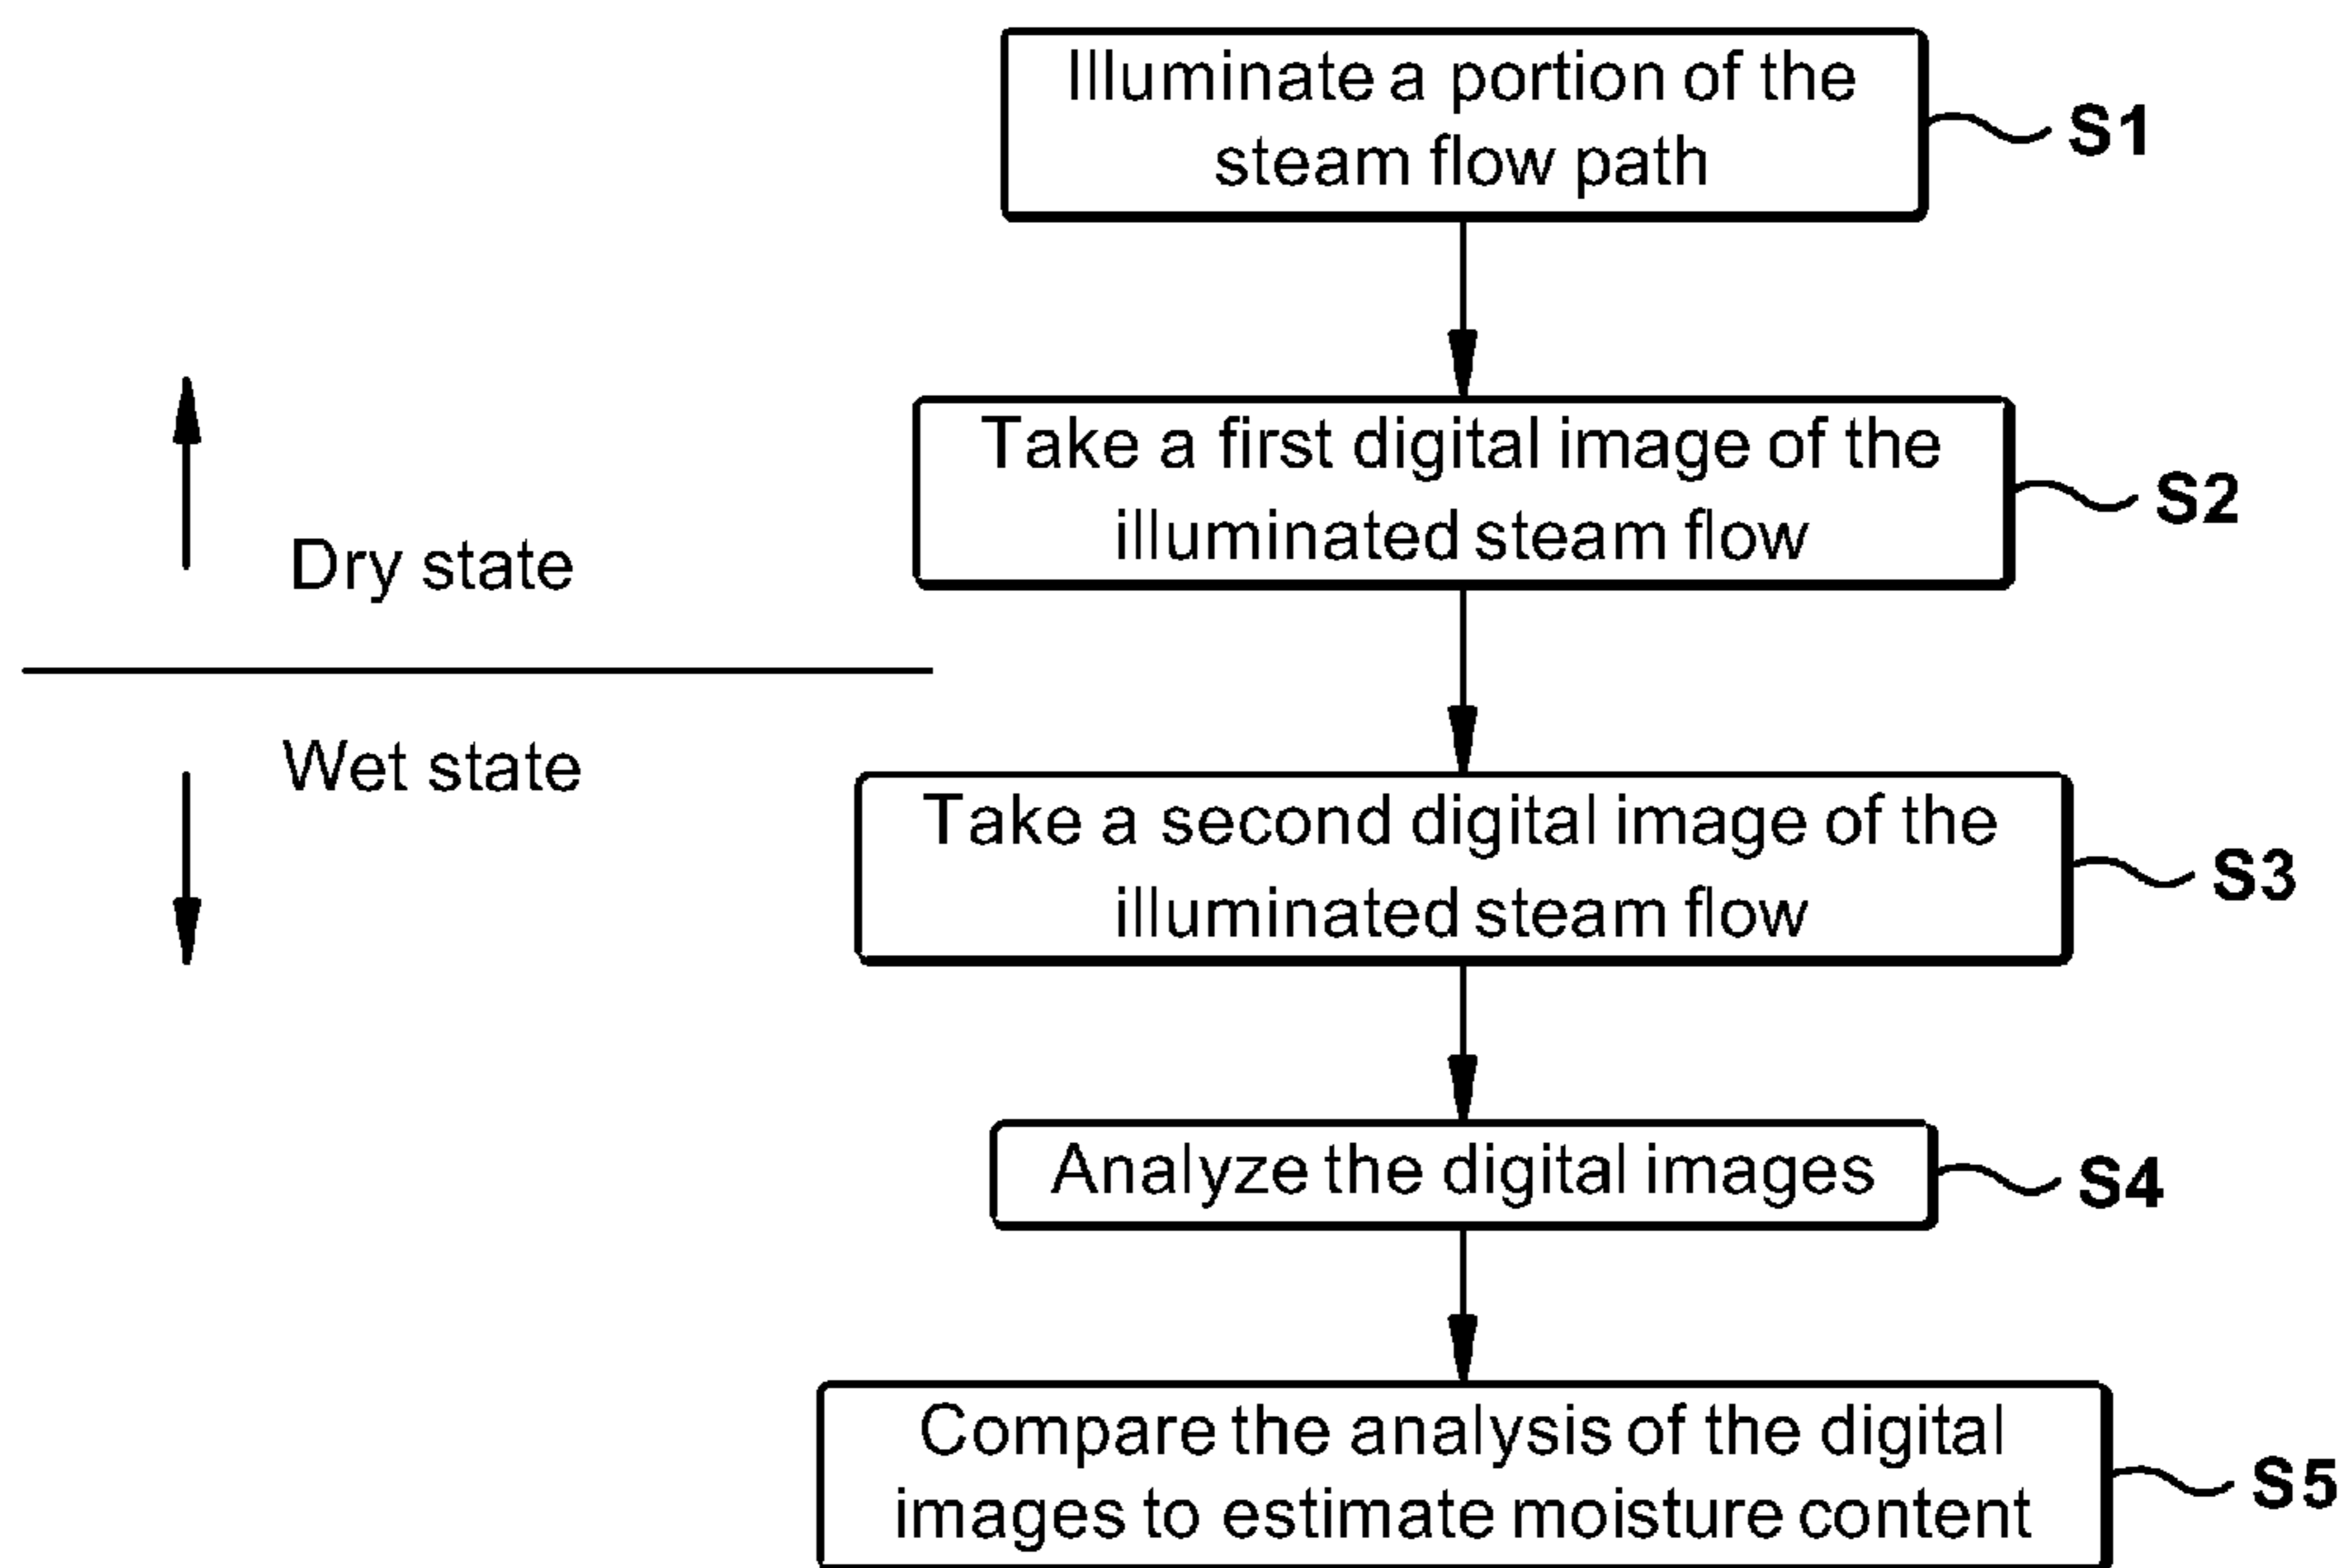 Illuminate a portion of the
steam flow path
S1
Take a first digital image of the
illuminated steam flow
S2
Dry state
Wet state
Take a second digital image of the
illuminated steam flow
S3
Analyze the digital images
S4
Compare the analysis of the digital
images to estimate moisture content
S5